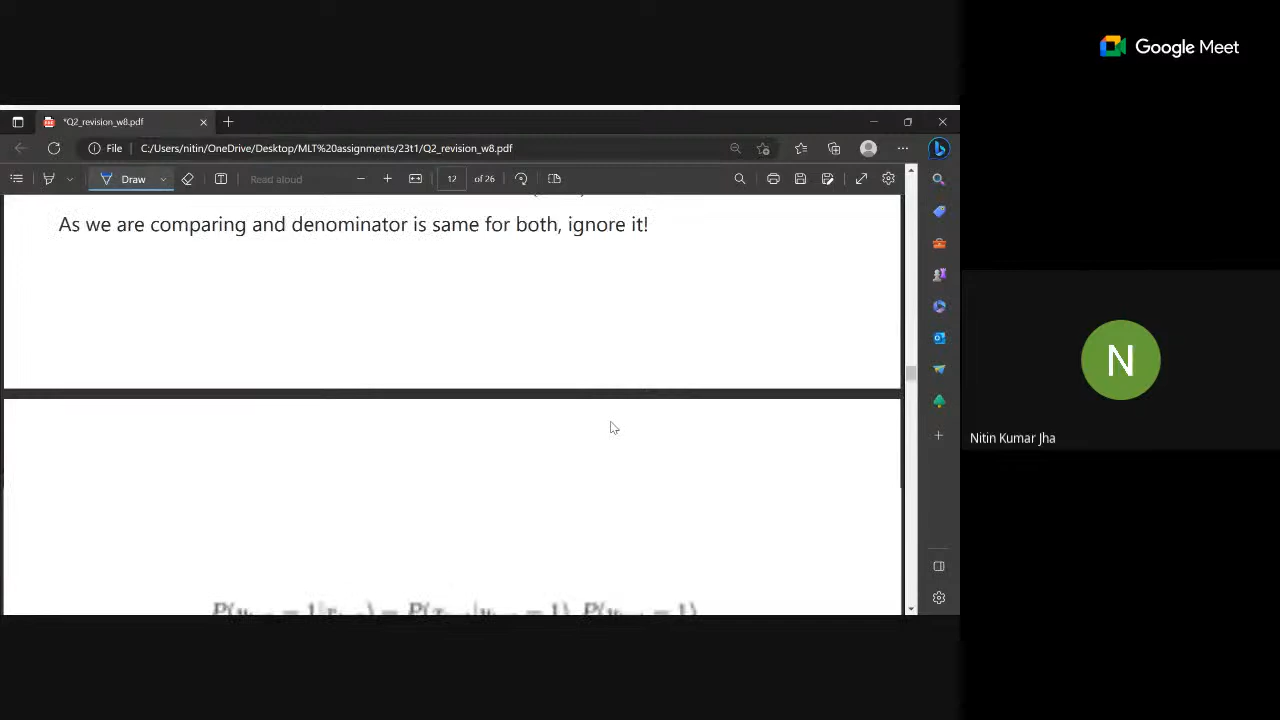 Google Meet
*Q2_revision_w8.pdf
File
C:/Users/nitin/OneDrive/Desktop/MLT%20assignments/23t1/Q2_revision_w8.pdf
Draw
Read aloud
12
of 26
As we are comparing and denominator is same for both, ignore it!
N
Nitin Kumar Jha